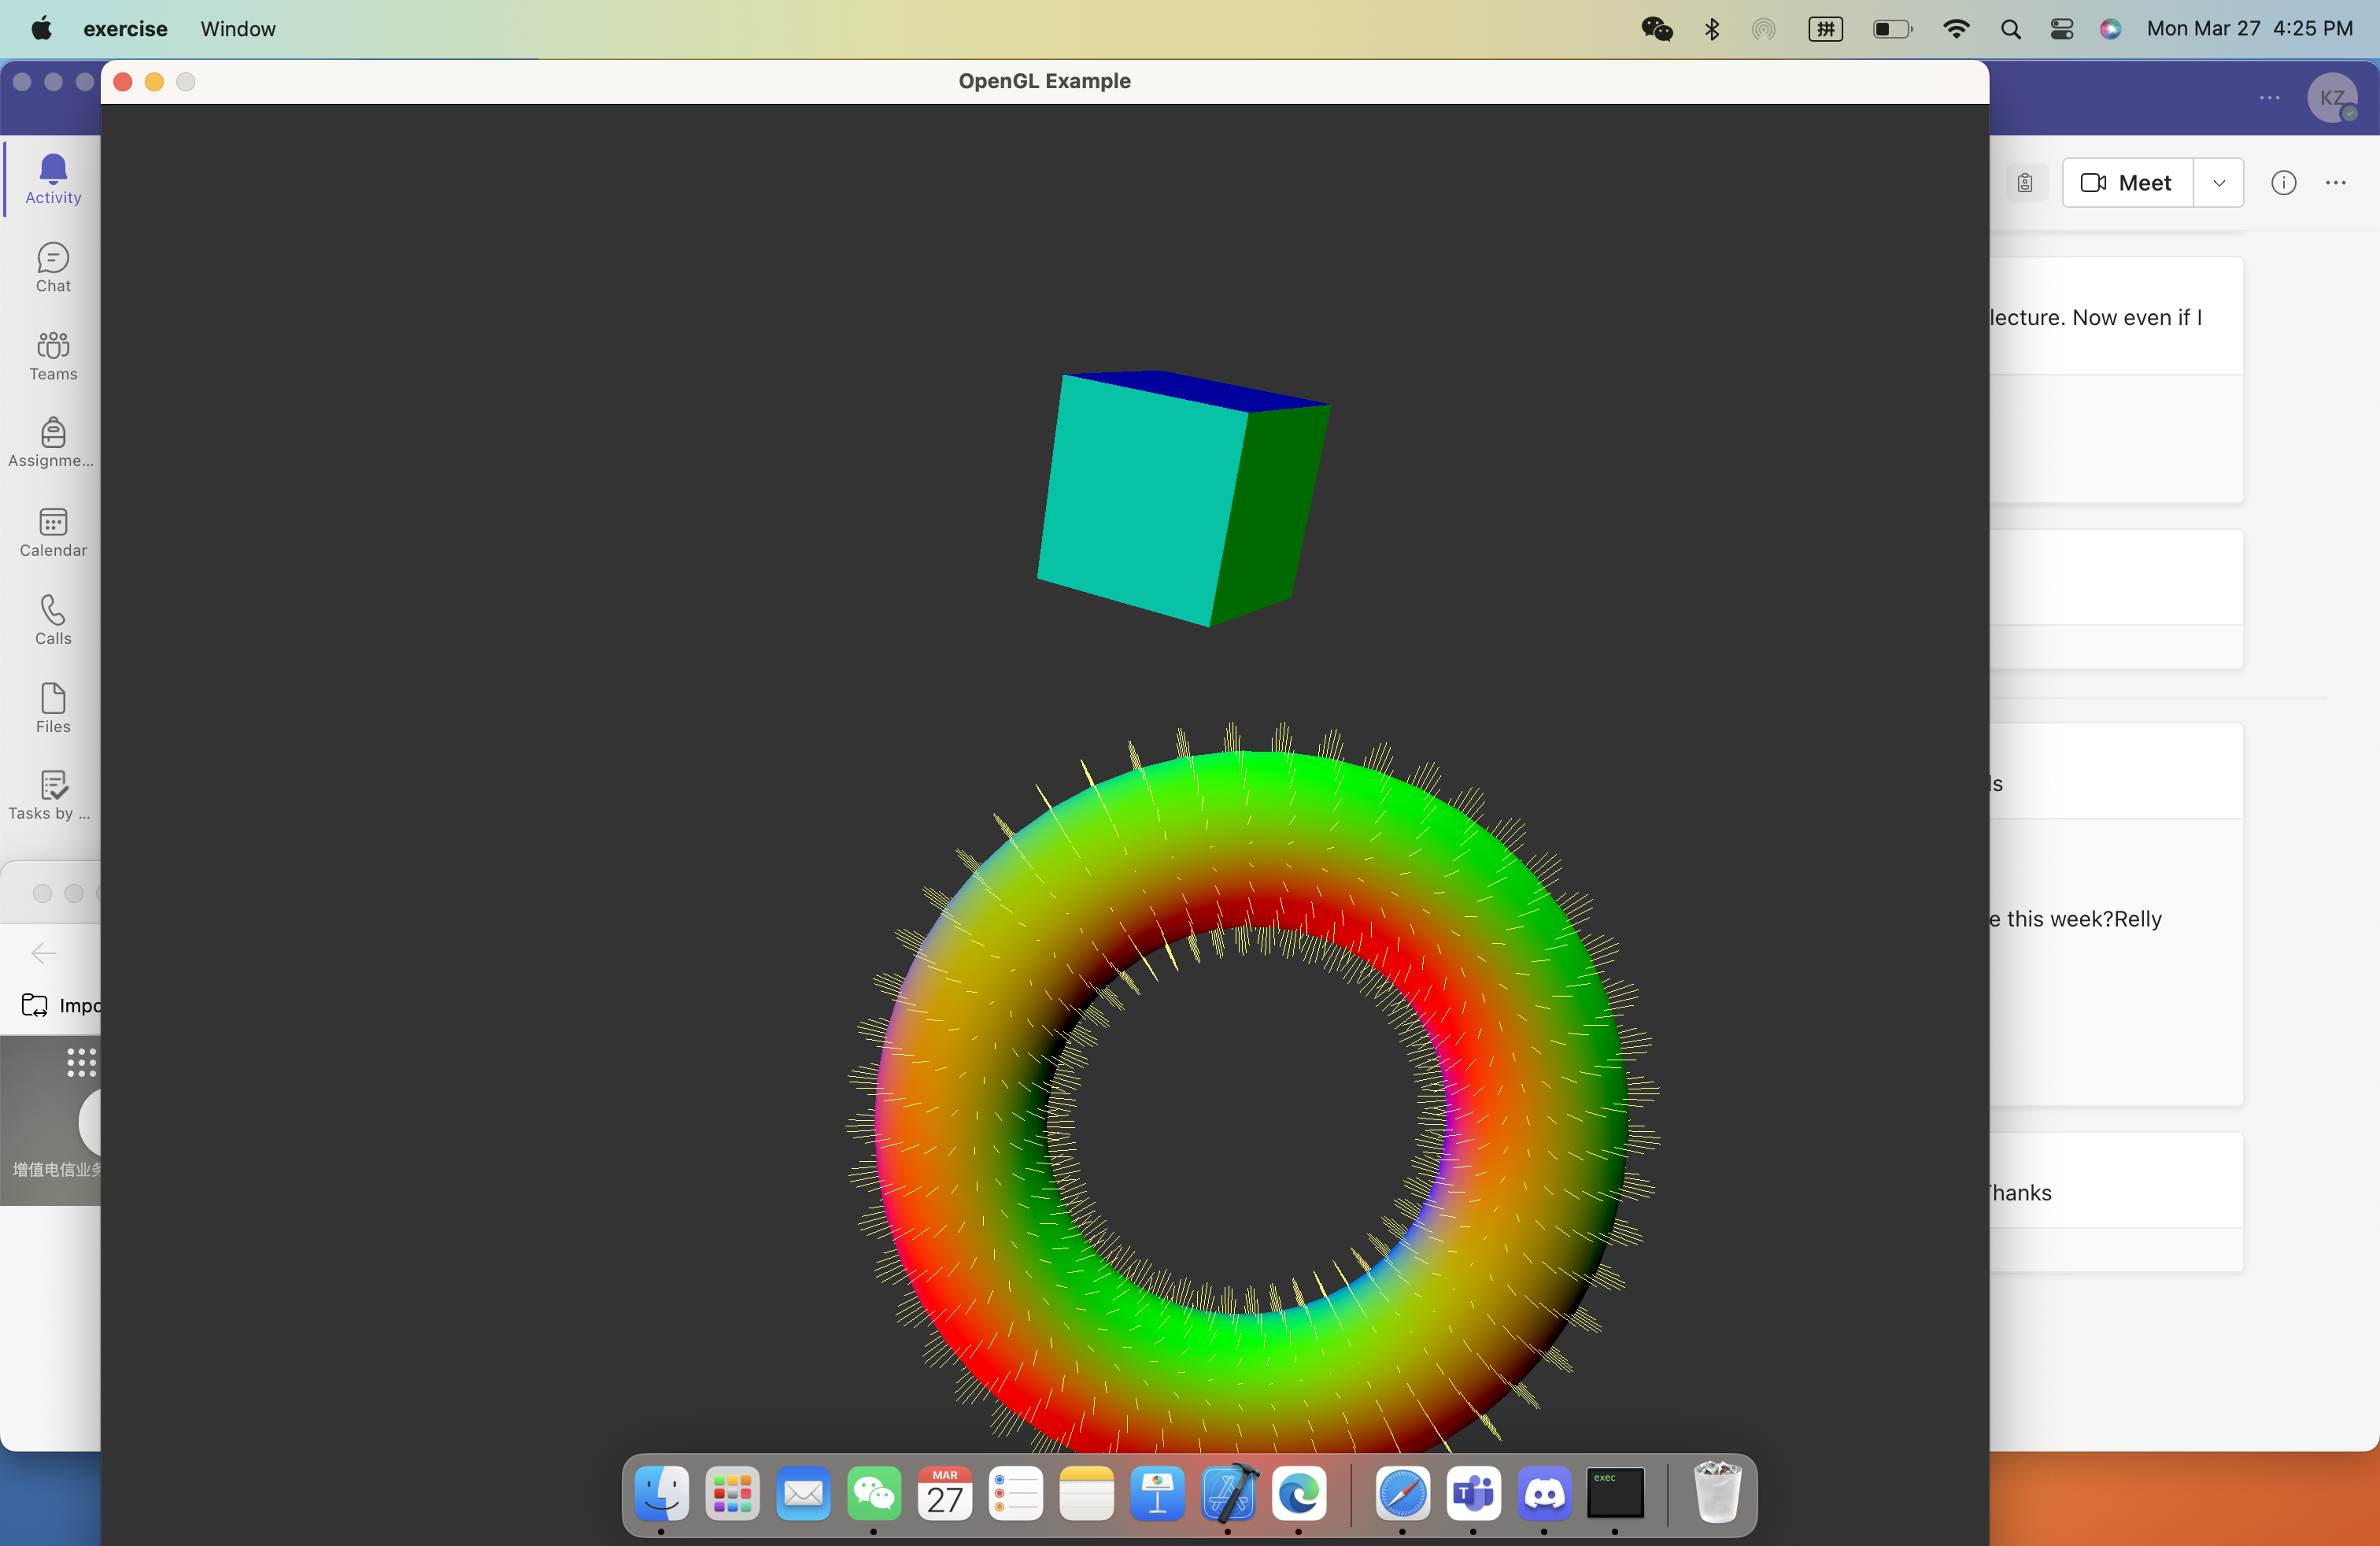 exercise Window
拼
Mon Mar 27 4:25 PM
OpenGL Example
KZ
Activity
Meet
Chat
lecture. Now even if I
Teams
Assignme...
Calendar
Calls
Files
ls
Tasks by ...
e this week?Relly
Impo
增值电信业务
Thanks
MAR
27
exec
T